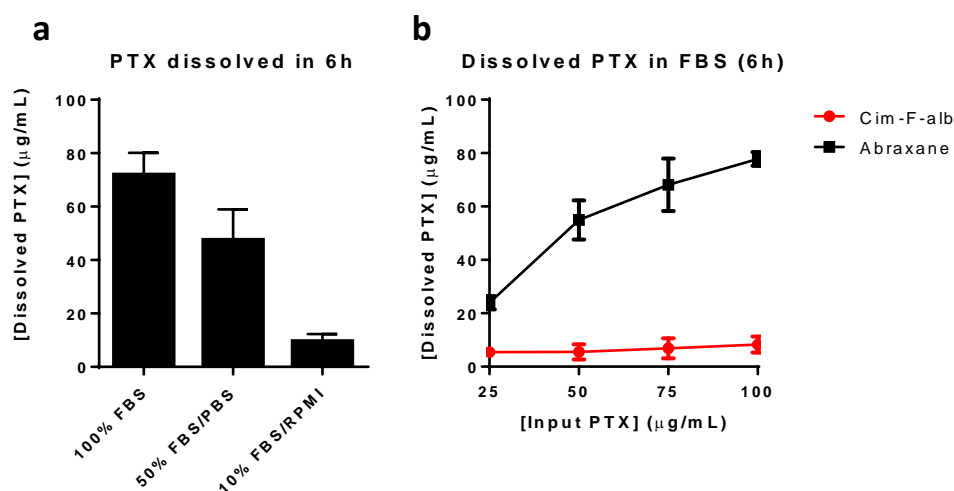 a
PTX dissolved in 6h
[Dissolved PTX] (μg/mL)
100
80
60
40
20
0
100% FBS
50% FBS/PBS
10% FBS/RPMI
b
Dissolved PTX in FBS (6h)
[Dissolved PTX] (μg/mL)
100
80
60
40
20
0
25
50
75
100
[Input PTX] (μg/mL)
Cim-F-alb
Abraxane